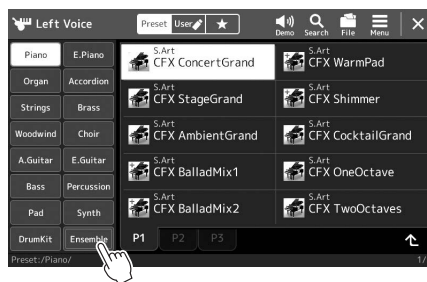 Left Voice Preset User ★ Demo Search File Menu ×
Piano E.Piano
Organ Accordion
Strings Brass
Woodwind Choir
A.Guitar E.Guitar
Bass Percussion
Pad Synth
DrumKit Ensemble
S.Art
CFX ConcertGrand
S.Art
CFX WarmPad
S.Art
CFX StageGrand
S.Art
CFX Shimmer
S.Art
CFX AmbientGrand
S.Art
CFX CocktailGrand
S.Art
CFX BalladMix1
S.Art
CFX OneOctave
S.Art
CFX BalladMix2
S.Art
CFX TwoOctaves
P1 P2 P3
Preset:/Piano/ 1/